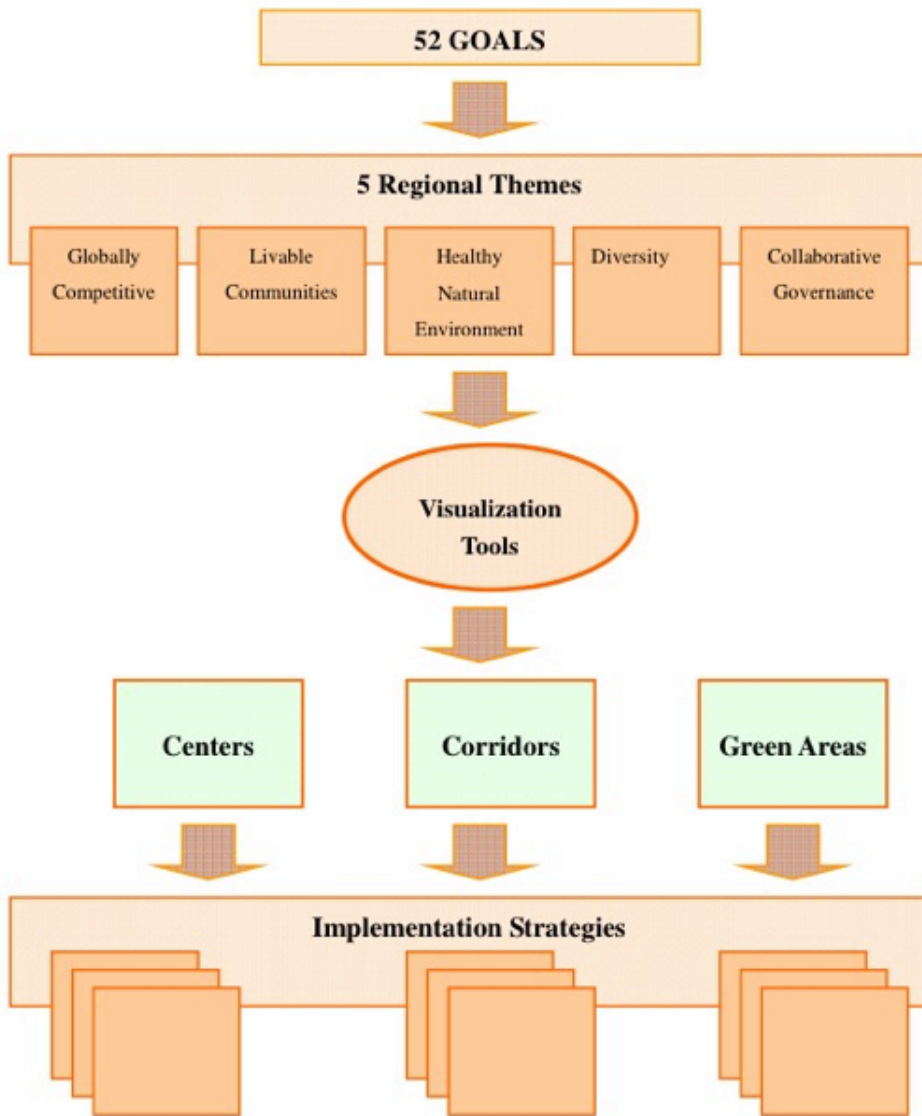 52 GOALS
5 Regional Themes
Globally
Competitive
Livable
Communities
Healthy
Natural
Environment
Diversity
Collaborative
Governance
Visualization
Tools
Centers
Corridors
Green Areas
Implementation Strategies